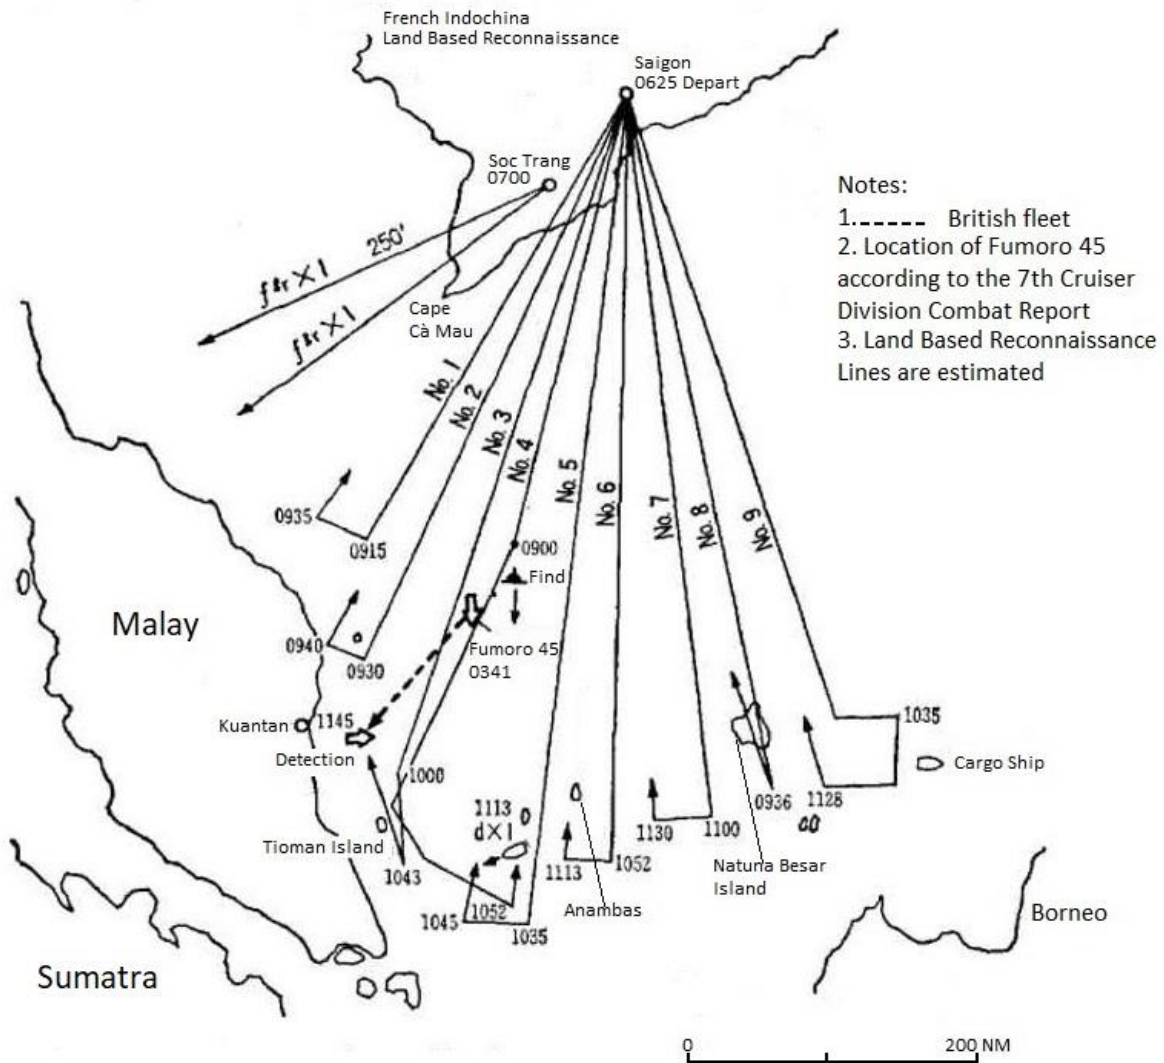 French Indochina
Land Based Reconnaissance
Saigon
0625 Depart
Soc Trang
0700
250'
Cape
Cà Mau
Notes:
1.------ British fleet
2. Location of Fumoro 45
according to the 7th Cruiser
Division Combat Report
3. Land Based Reconnaissance
Lines are estimated
No. 1
No. 2
No. 3
No. 4
No. 5
No. 6
No. 7
No. 8
No. 9
0935
0915
0900
Find
Malay
0940
0930
Fumoro 45
0341
Kuantan
1145
Detection
1000
1035
Cargo Ship
0936
1128
1113
d×1
Tioman Island
1130
1100
1043
1113
1052
Natuna Besar
Island
Anambas
1045
1052
1035
Borneo
Sumatra
0
200 NM